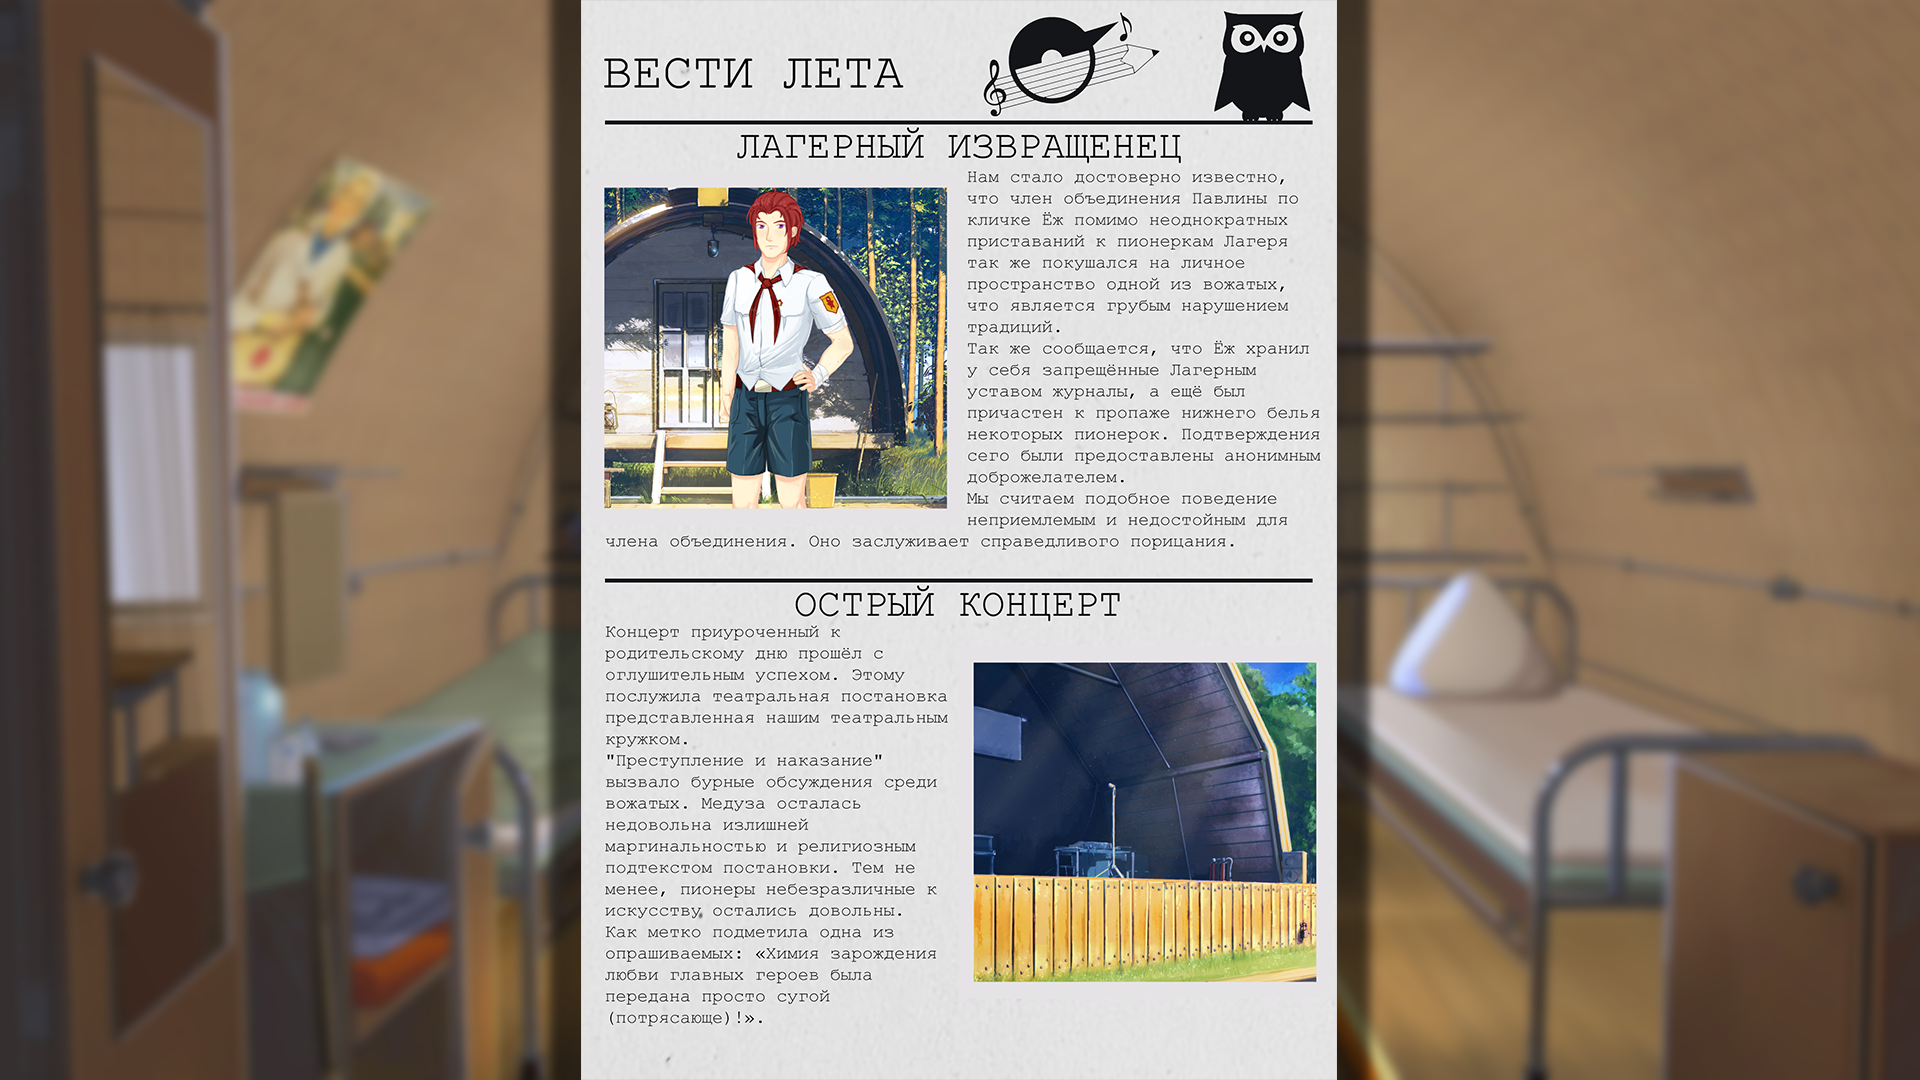 ВЕСТИ ЛЕТА
ЛАГЕРНЫЙ ИЗВРАЩЕНЕЦ
Нам стало достоверно известно,
что член объединения Павлины по
кличке Ёж помимо неоднократных
приставаний к пионеркам Лагеря
так же покушался на личное
пространство одной из вожатых,
что является грубым нарушением
традиций.
Так же сообщается, что Ёж хранил
у себя запрещённые Лагерным
уставом журналы, а ещё был
причастен к пропаже нижнего белья
некоторых пионерок. Подтверждения
сего были предоставлены анонимным
доброжелателем.
Мы считаем подобное поведение
неприемлемым и недостойным для
члена объединения. Оно заслуживает справедливого порицания.
ОСТРЫЙ КОНЦЕРТ
Концерт приуроченный к
родительскому дню прошёл с
оглушительным успехом. Этому
послужила театральная постановка
представленная нашим театральным
кружком.
"Преступление и наказание"
вызвало бурные обсуждения среди
вожатых. Медуза осталась
недовольна излишней
маргинальностью и религиозным
подтекстом постановки. Тем не
менее, пионеры небезразличные к
искусству остались довольны.
Как метко подметила одна из
опрашиваемых: «Химия зарождения
любви главных героев была
передана просто сугой
(потрясающе)!».